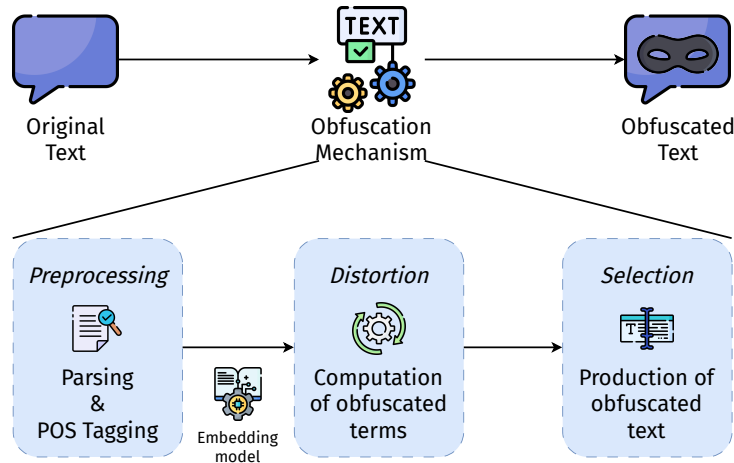 TEXT
Original
Text
Obfuscation
Mechanism
Obfuscated
Text
Preprocessing
Parsing
&
POS Tagging
Embedding
model
Distortion
Computation
of obfuscated
terms
Selection
T
Production of
obfuscated
text